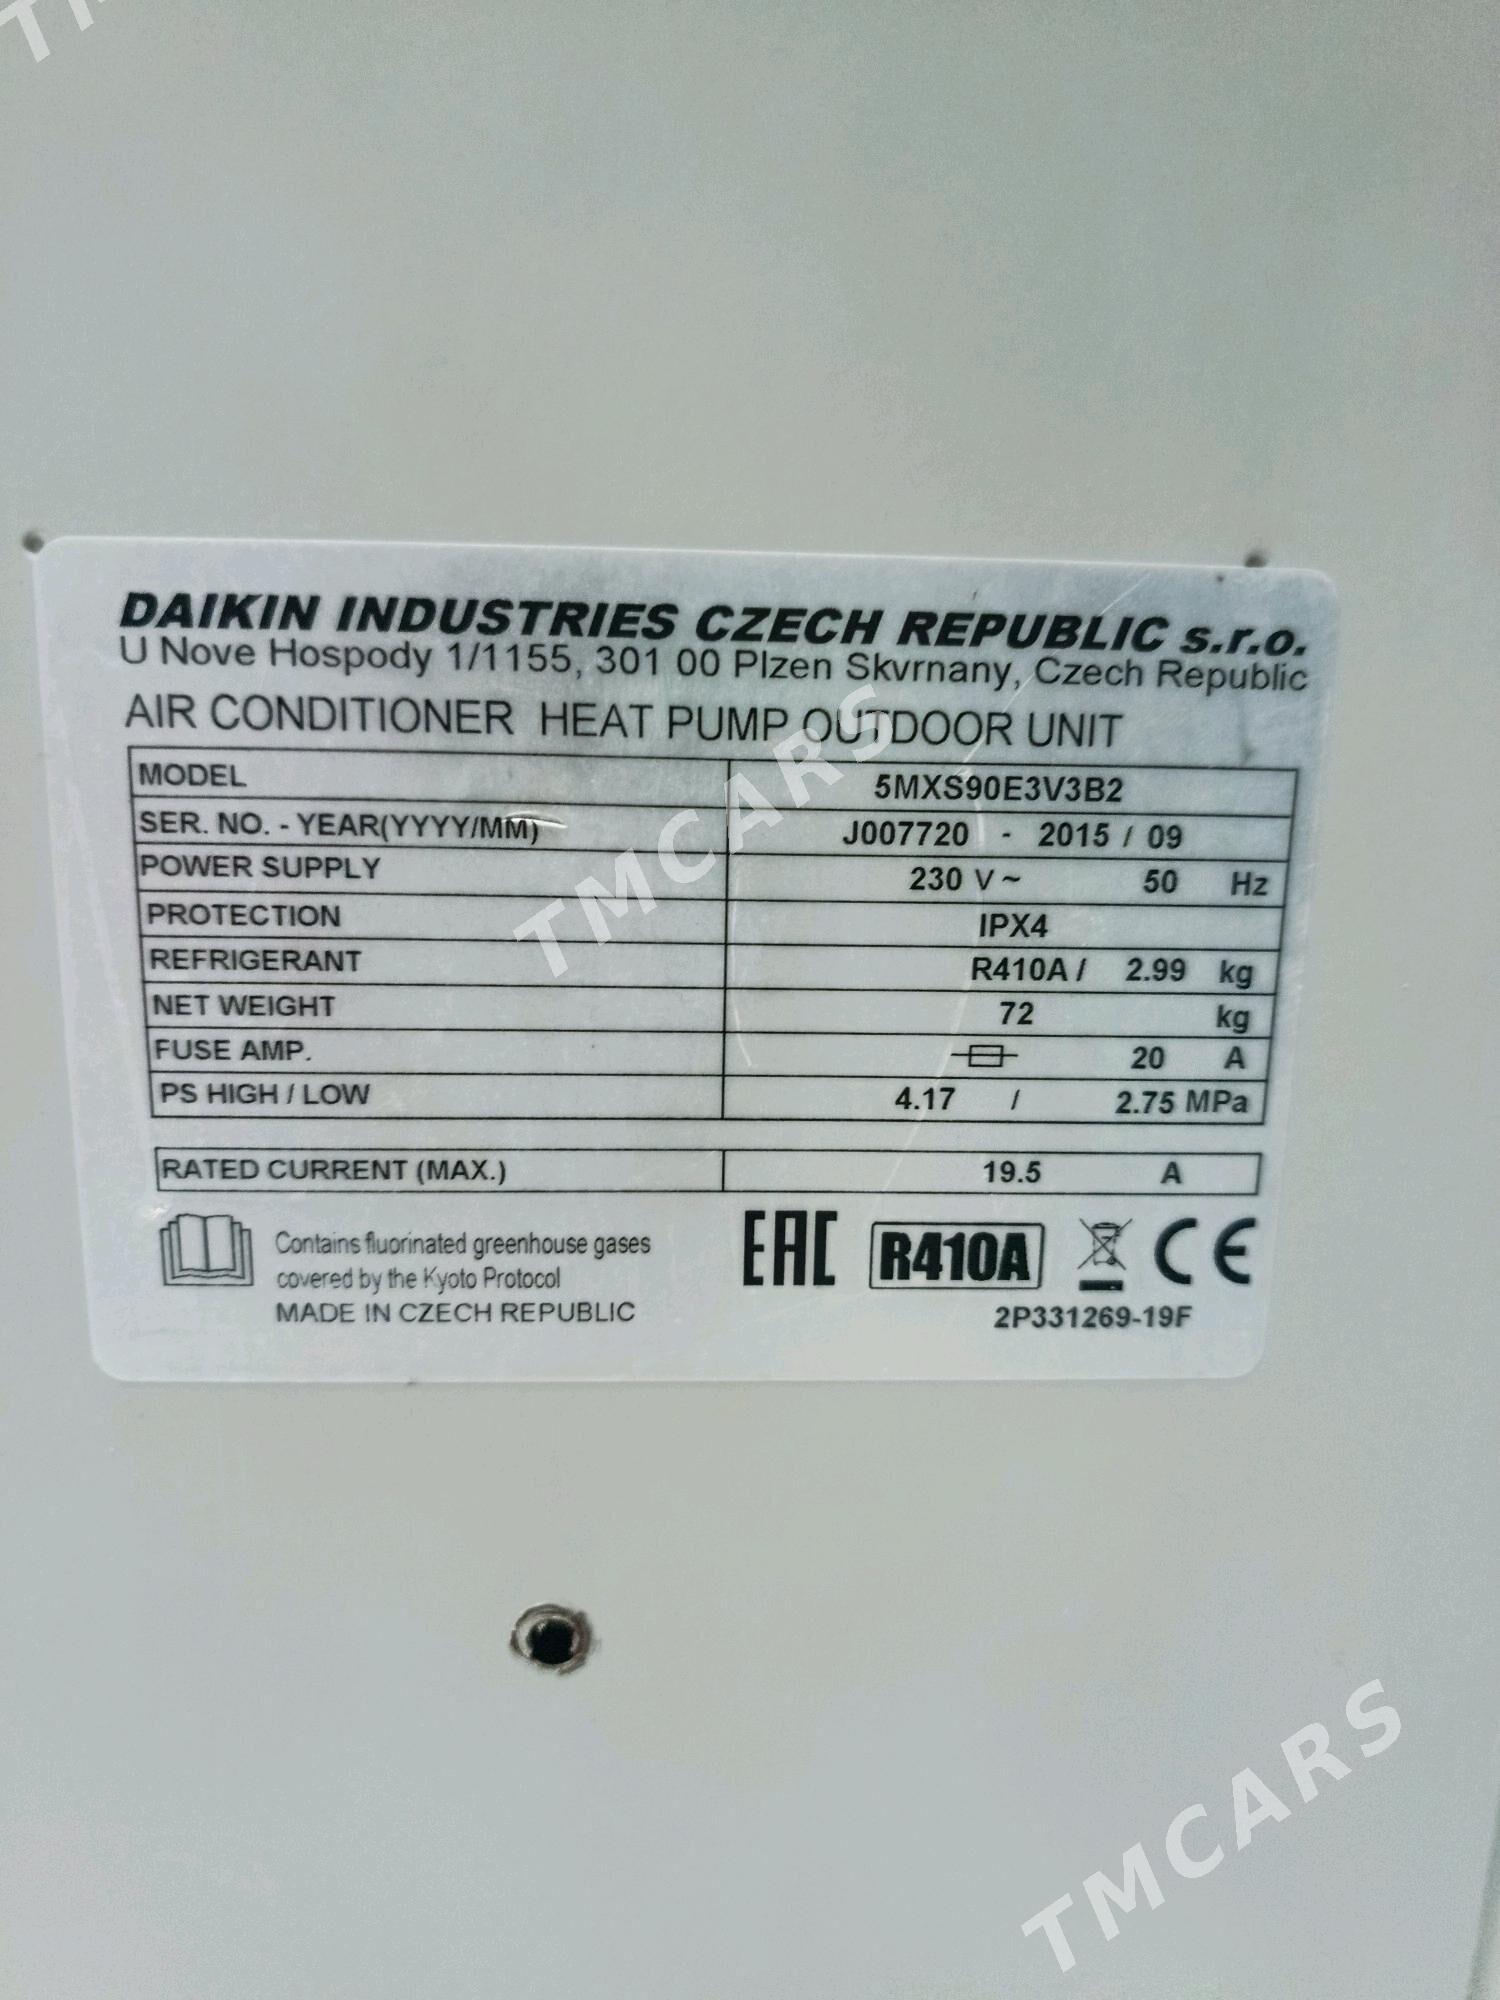 DAIKIN INDUSTRIES CZECH REPUBLIC s.r.o.
U Nove Hospody 1/1155, 301 00 Plzen Skvrnany, Czech Republic
AIR CONDITIONER HEAT PUMP OUTDOOR UNIT
MODEL 5MXS90E3V3B2
SER. NO. - YEAR(YYYY/MM) J007720 - 2015 / 09
POWER SUPPLY 230 V ~ 50 Hz
PROTECTION IPX4
REFRIGERANT R410A / 2.99 kg
NET WEIGHT 72 kg
FUSE AMP. 20 A
PS HIGH / LOW 4.17 / 2.75 MPa
RATED CURRENT (MAX.) 19.5 A
Contains fluorinated greenhouse gases
covered by the Kyoto Protocol
MADE IN CZECH REPUBLIC
EAC R410A CE
2P331269-19F
TMCARS
TMCARS